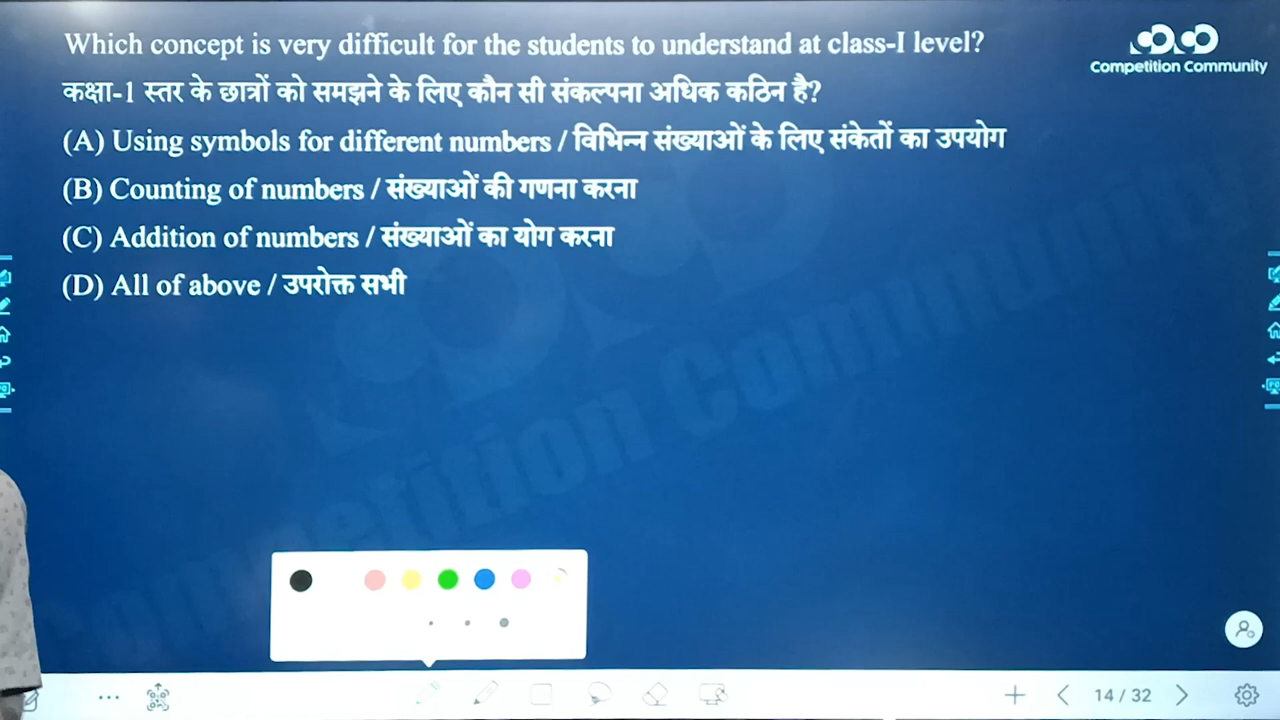 Which concept is very difficult for the students to understand at class-I level?
कक्षा-1 स्तर के छात्रों को समझने के लिए कौन सी संकल्पना अधिक कठिन है?
(A) Using symbols for different numbers / विभिन्न संख्याओं के लिए संकेतों का उपयोग
(B) Counting of numbers / संख्याओं की गणना करना
(C) Addition of numbers / संख्याओं का योग करना
(D) All of above / उपरोक्त सभी
Competition Community
Competition Community
14 / 32